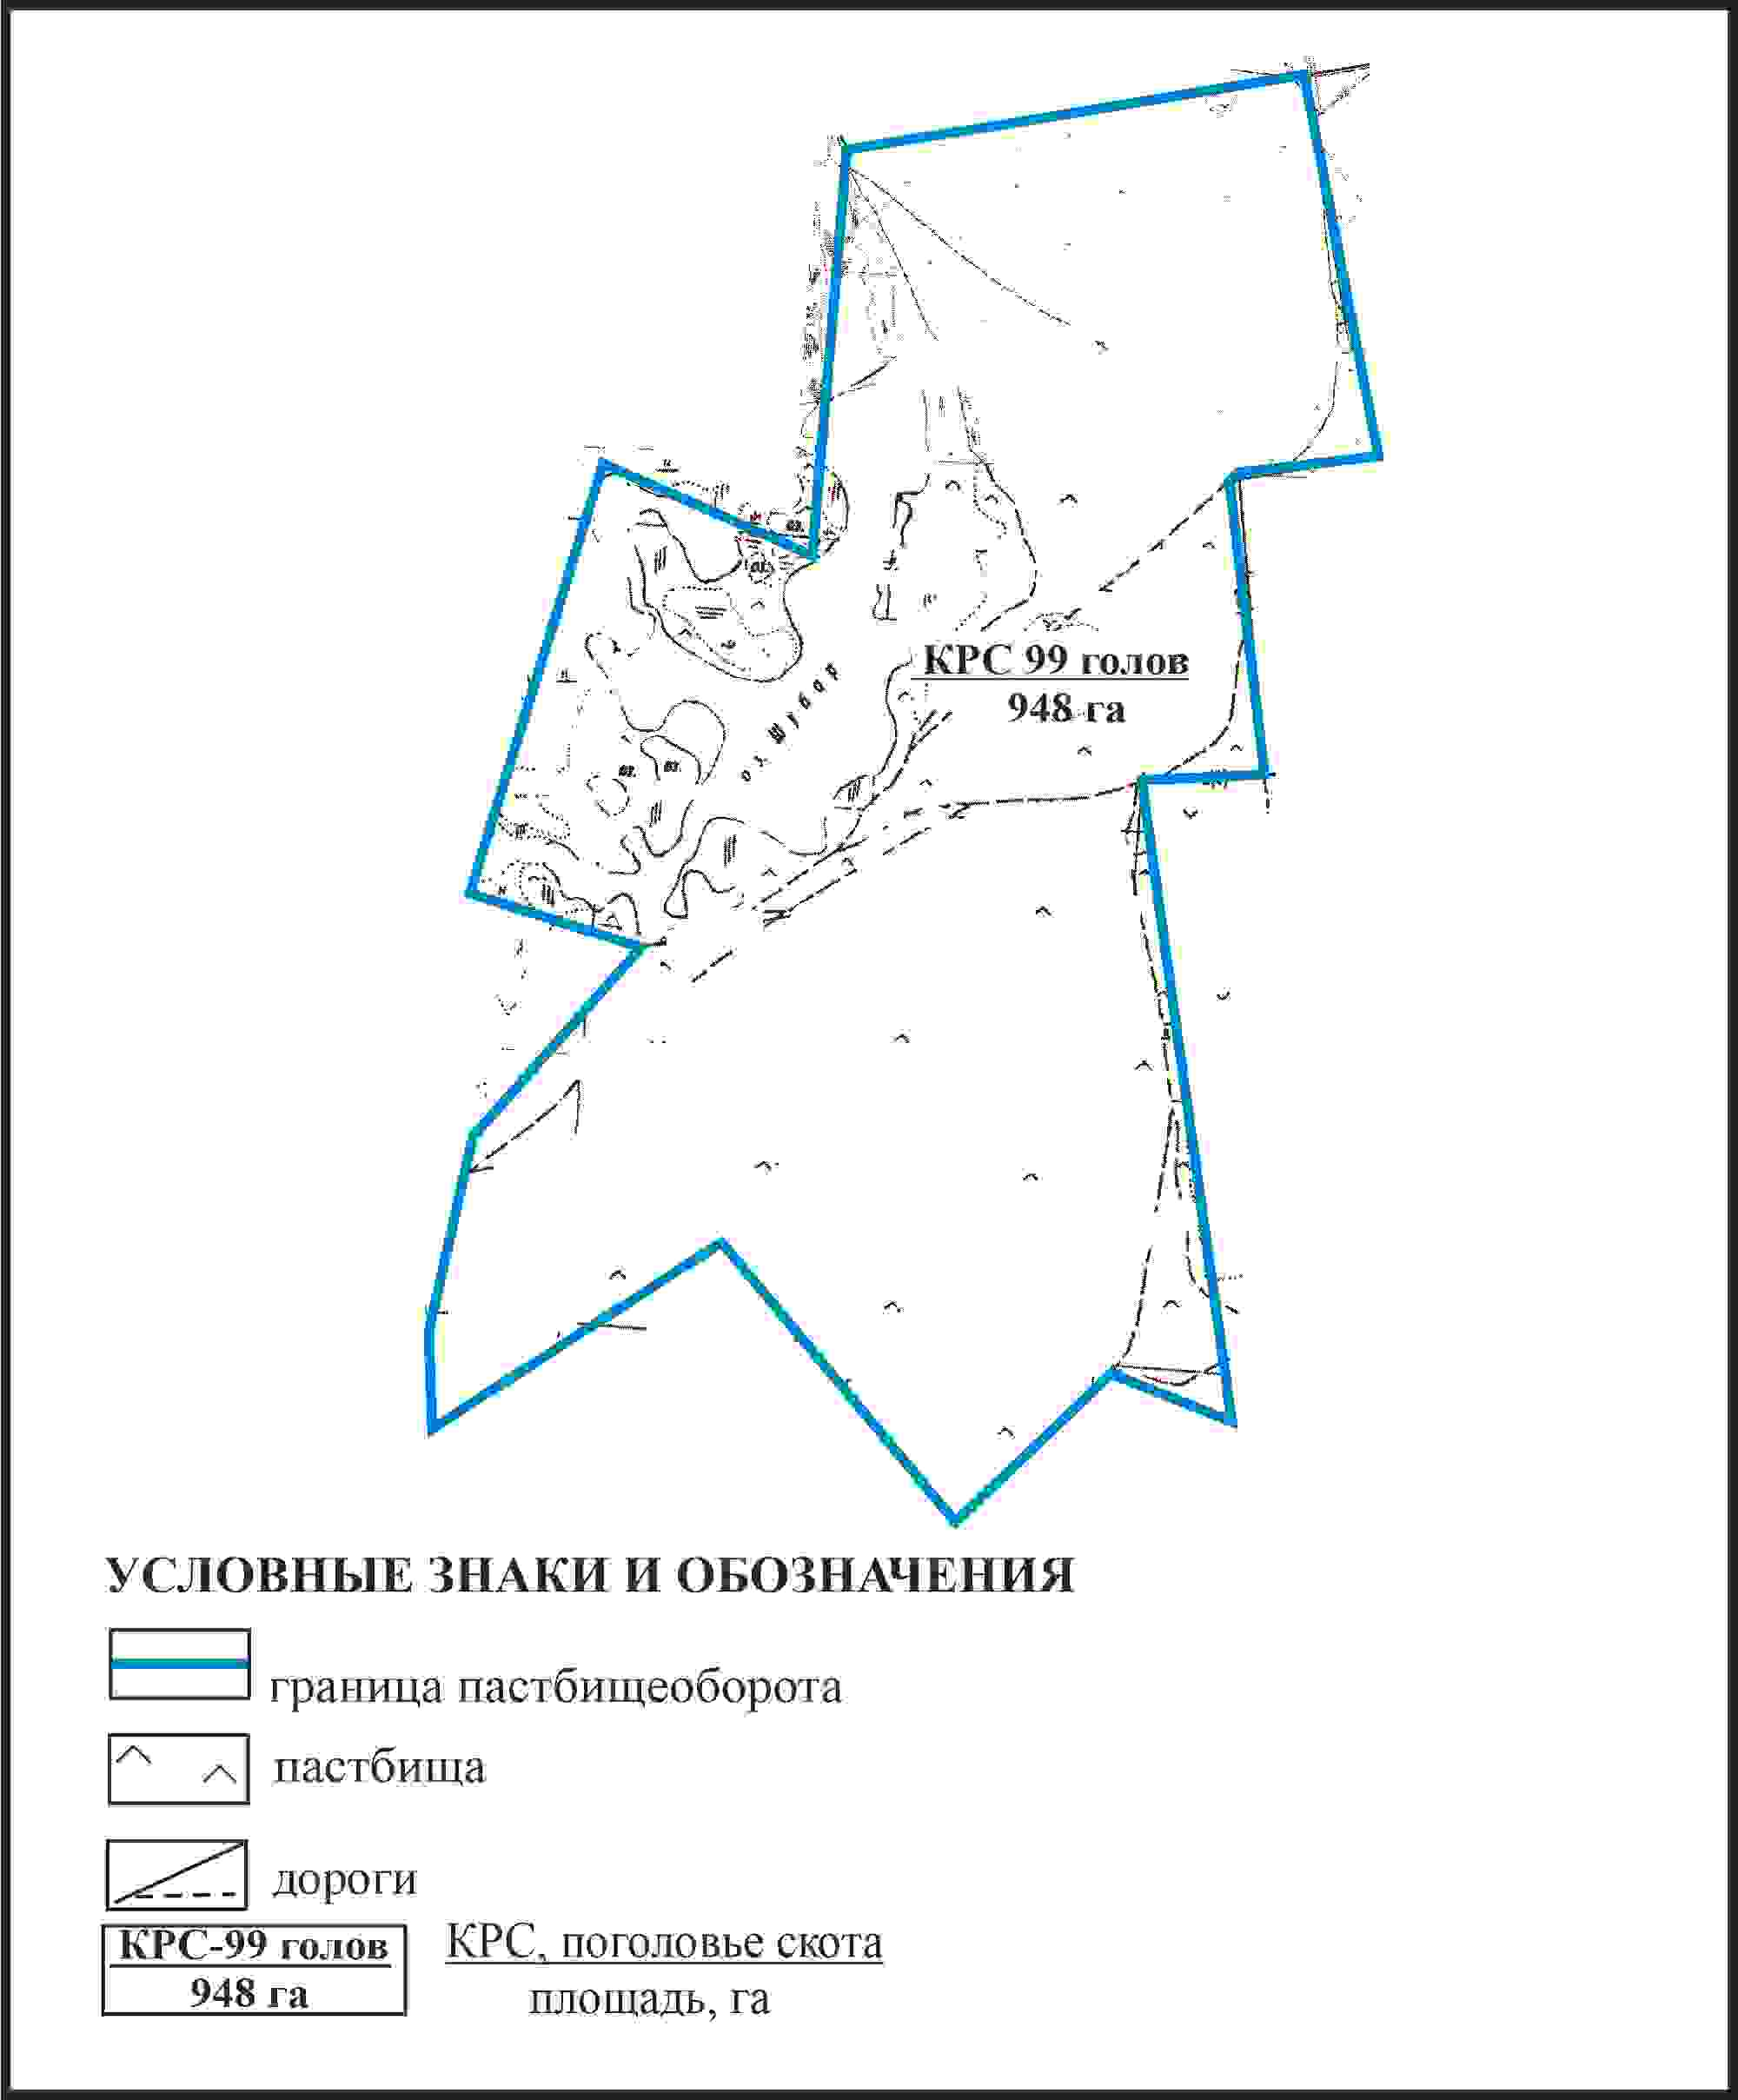 КРС 99 голов
948 га
оз. Шубар
УСЛОВНЫЕ ЗНАКИ И ОБОЗНАЧЕНИЯ
граница пастбищеоборота
пастбища
дороги
КРС-99 голов
948 га
КРС, поголовье скота
площадь, га